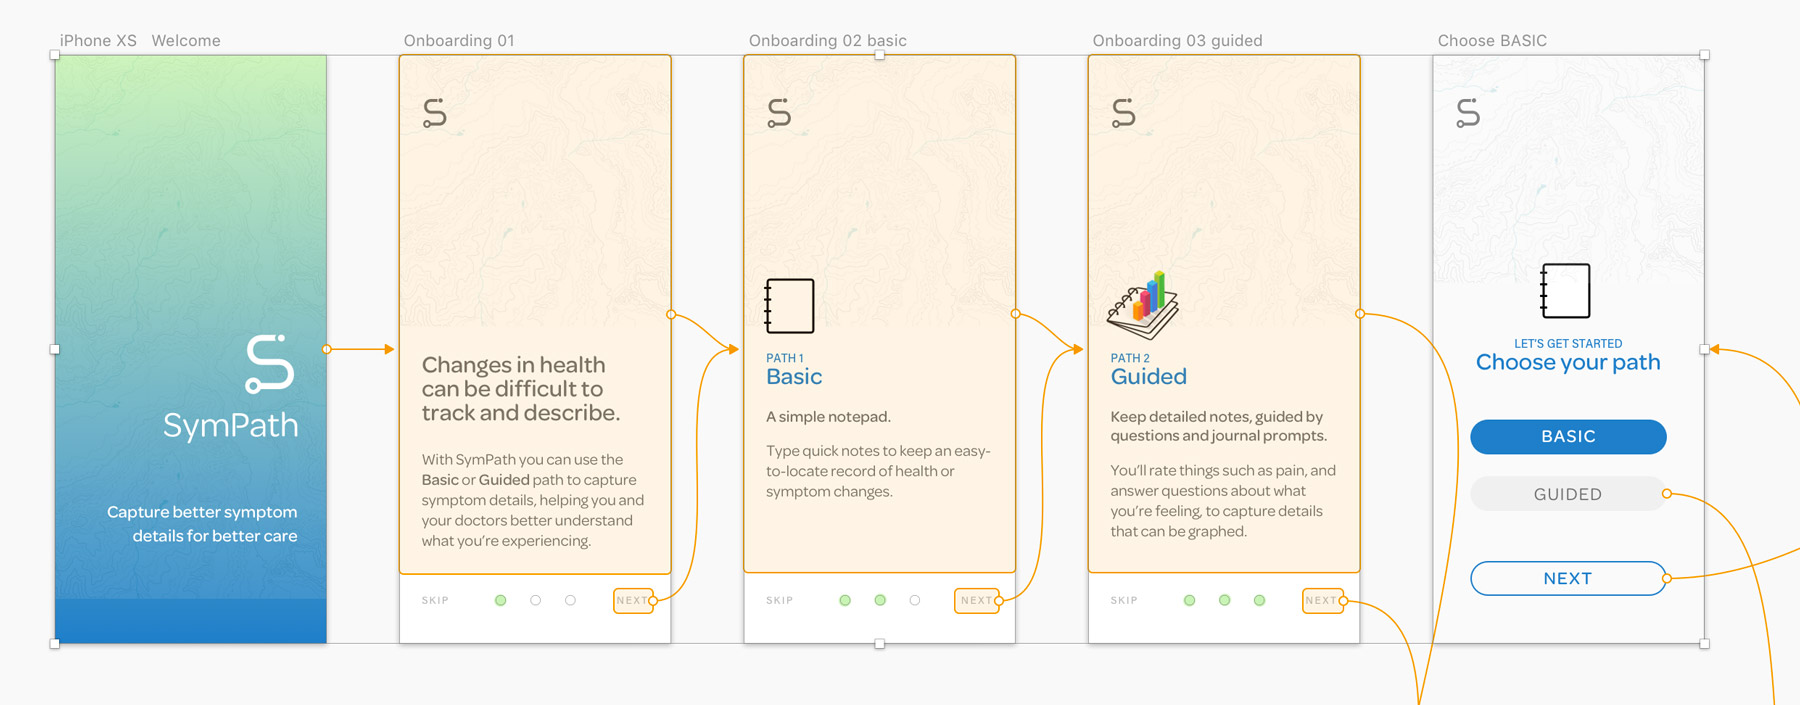 iPhone XS Welcome
SymPath
Capture better symptom
details for better care
Onboarding 01
Changes in health
can be difficult to
track and describe.
With SymPath you can use the
Basic or Guided path to capture
symptom details, helping you and
your doctors better understand
what you’re experiencing.
SKIP
NEXT
Onboarding 02 basic
PATH 1
Basic
A simple notepad.
Type quick notes to keep an easy-
to-locate record of health or
symptom changes.
SKIP
NEXT
Onboarding 03 guided
PATH 2
Guided
Keep detailed notes, guided by
questions and journal prompts.
You’ll rate things such as pain, and
answer questions about what
you’re feeling, to capture details
that can be graphed.
SKIP
NEXT
Choose BASIC
LET'S GET STARTED
Choose your path
BASIC
GUIDED
NEXT